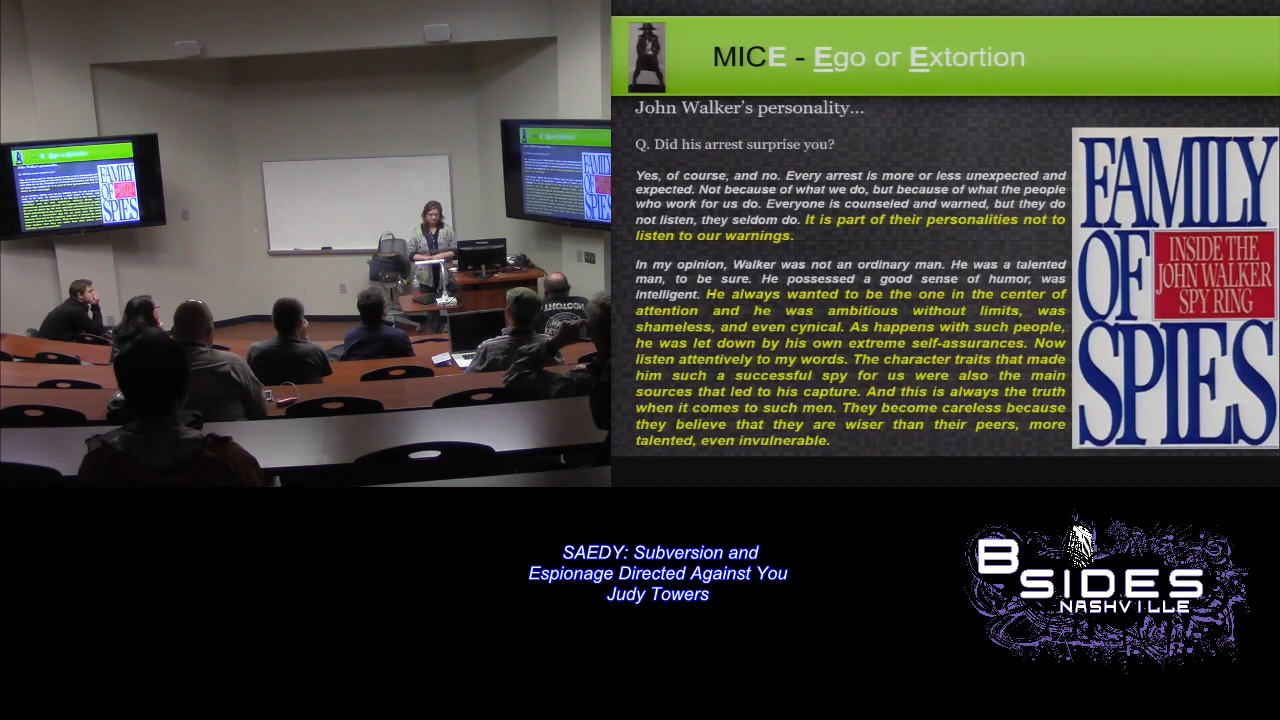 MICE - Ego or Extortion
John Walker's personality...
Q. Did his arrest surprise you?
Yes, of course, and no. Every arrest is more or less unexpected and
expected. Not because of what we do, but because of what the people
who work for us do. Everyone is counseled and warned, but they do
not listen, they seldom do. It is part of their personalities not to
listen to our warnings.
In my opinion, Walker was not an ordinary man. He was a talented
man, to be sure. He possessed a good sense of humor, was
intelligent. He always wanted to be the one in the center of
attention and he was ambitious without limits, was
shameless, and even cynical. As happens with such people,
he was let down by his own extreme self-assurances. Now
listen attentively to my words. The character traits that made
him such a successful spy for us were also the main
sources that led to his capture. And this is always the truth
when it comes to such men. They become careless because
they believe that they are wiser than their peers, more
talented, even invulnerable.
FAMILY
OF
INSIDE THE
JOHN WALKER
SPY RING
SPIES
FAMILY
OF
SPIES
SAEDY: Subversion and
Espionage Directed Against You
Judy Towers
BSIDES
NASHVILLE